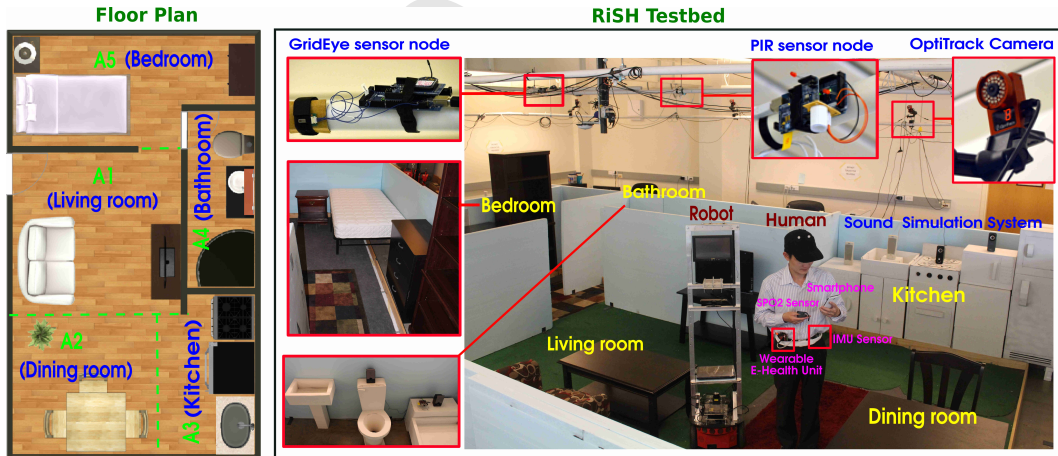 Floor Plan
A5 (Bedroom)
A1
(Living room)
A4 (Bathroom)
A2
(Dining room)
A3 (Kitchen)
RiSH Testbed
GridEye sensor node
PIR sensor node
OptiTrack Camera
Bedroom
Bathroom
Robot
Human
Sound Simulation System
Smartphone
SPO2 Sensor
Kitchen
IMU Sensor
Wearable
E-Health Unit
Living room
Dining room